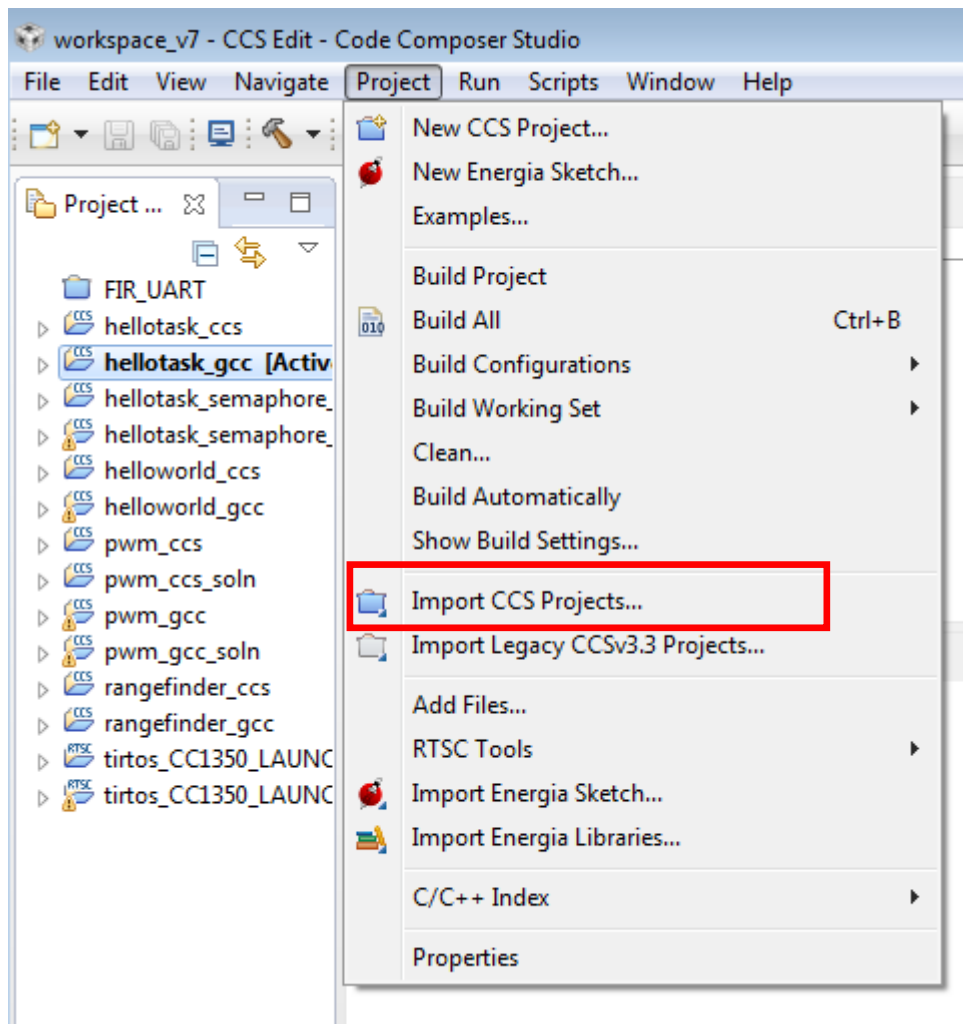 workspace_v7 - CCS Edit - Code Composer Studio
File Edit View Navigate Project Run Scripts Window Help
Project ...
FIR_UART
hellotask_ccs
hellotask_gcc [Activ
hellotask_semaphore_
hellotask_semaphore_
helloworld_ccs
helloworld_gcc
pwm_ccs
pwm_ccs_soln
pwm_gcc
pwm_gcc_soln
rangefinder_ccs
rangefinder_gcc
tirtos_CC1350_LAUNC
tirtos_CC1350_LAUNC
New CCS Project...
New Energia Sketch...
Examples...
Build Project
Build All Ctrl+B
Build Configurations
Build Working Set
Clean...
Build Automatically
Show Build Settings...
Import CCS Projects...
Import Legacy CCSv3.3 Projects...
Add Files...
RTSC Tools
Import Energia Sketch...
Import Energia Libraries...
C/C++ Index
Properties